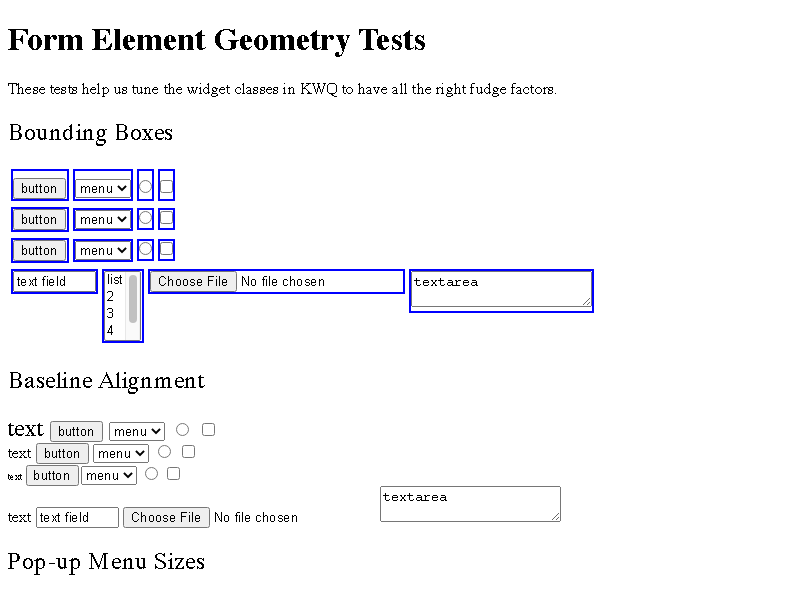 Form Element Geometry Tests
These tests help us tune the widget classes in KWQ to have all the right fudge factors.
Bounding Boxes
button menu
button menu
button menu
text field list Choose File No file chosen textarea
2
3
4
Baseline Alignment
text button menu
text button menu
text button menu
textarea
text text field Choose File No file chosen
Pop-up Menu Sizes